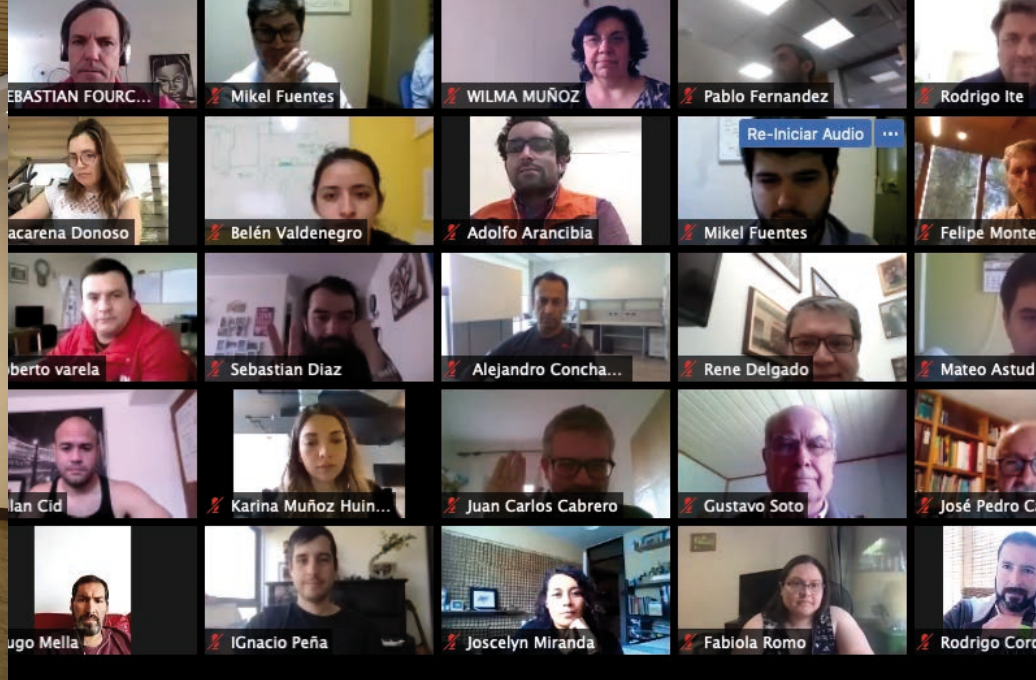 EBASTIAN FOURC...
Mikel Fuentes
WILMA MUÑOZ
Pablo Fernandez
Rodrigo Ite
acarena Donoso
Belén Valdenegro
Adolfo Arancibia
Re-Iniciar Audio ...
Mikel Fuentes
Felipe Monte
oberto varela
Sebastian Diaz
Alejandro Concha...
Rene Delgado
Mateo Astud
lan Cid
Karina Muñoz Huin...
Juan Carlos Cabrero
Gustavo Soto
José Pedro C
ugo Mella
IGnacio Peña
Joscelyn Miranda
Fabiola Romo
Rodrigo Cord